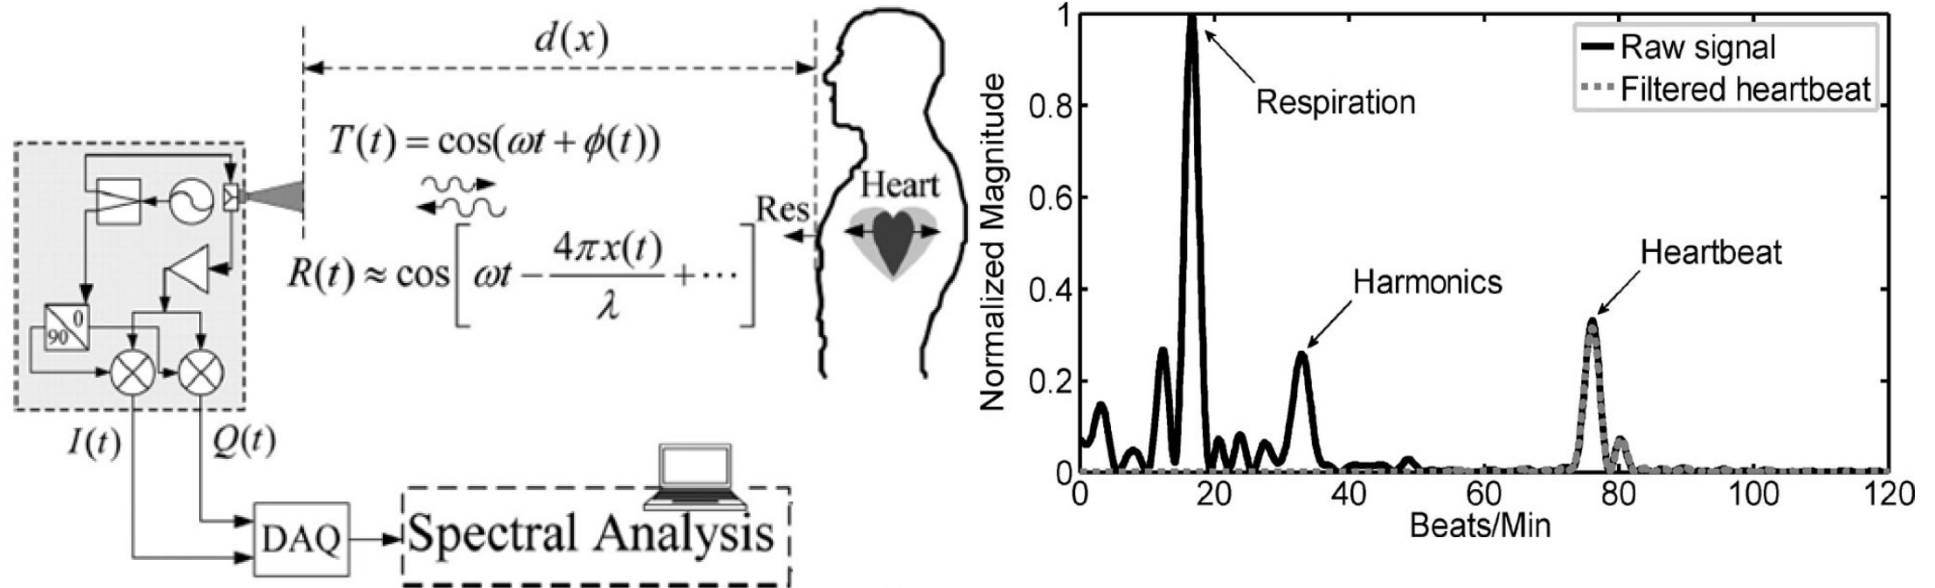 d(x)
T(t) = cos(ωt + ϕ(t))
Heart
Res
R(t) ≈ cos[ωt − 4πx(t)/λ + ⋯]
0
90
I(t)
Q(t)
DAQ
Spectral Analysis
Normalized Magnitude
1
0.8
0.6
0.4
0.2
0
Raw signal
Filtered heartbeat
Respiration
Harmonics
Heartbeat
0 20 40 60 80 100 120
Beats/Min